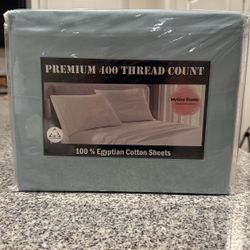 PREMIUM 400 THREAD COUNT
100 % Egyptian Cotton Sheets